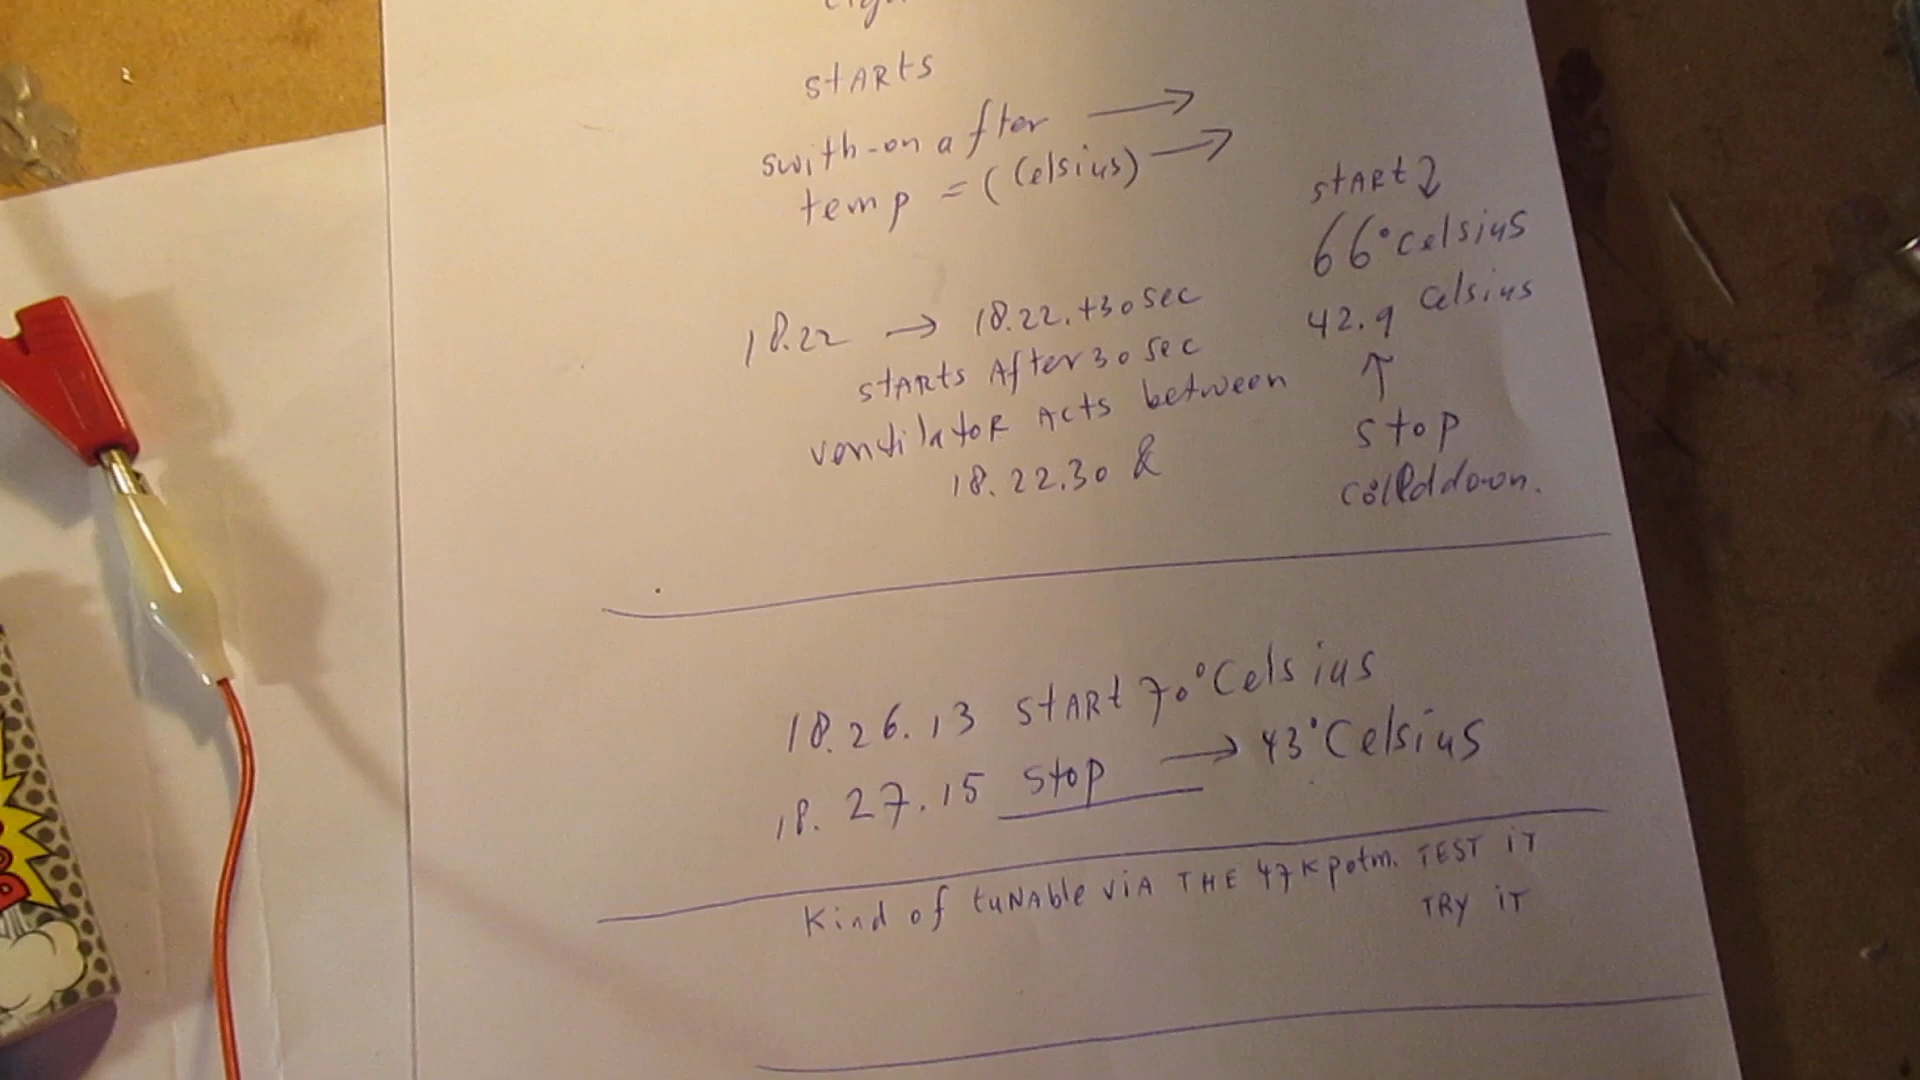 starts
swith-on after →
temp = (Celsius) →
start ↓
66° celsius
42.9 Celsius
↑
stop
18.22 → 18.22.+30 sec
starts After 30 sec
ventilator Acts between
18.22.30 &
18.26.13 start 70° Celsius
18.27.15 stop → 43° Celsius
Kind of tunable via THE 47K potm. TEST iT
TRY iT